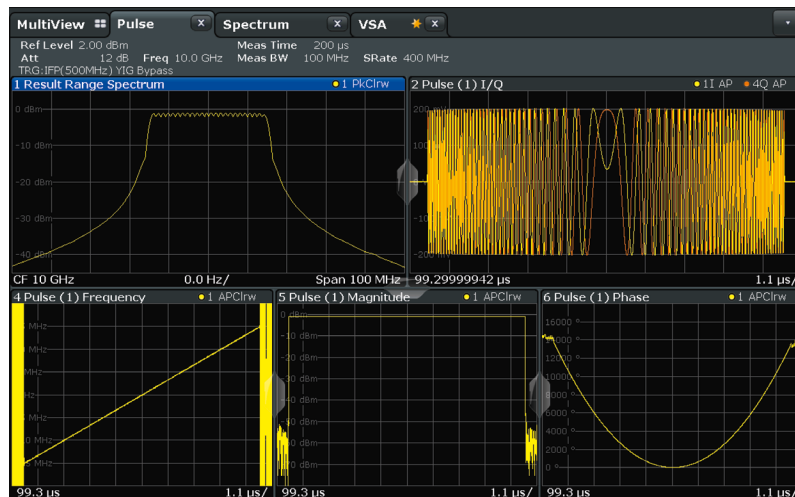 MultiView Pulse X Spectrum X VSA X
Ref Level 2.00 dBm Meas Time 200 µs
Att 12 dB Freq 10.0 GHz Meas BW 100 MHz SRate 400 MHz
TRG:IFP(500MHz) YIG Bypass
1 Result Range Spectrum 1 PkClrw 2 Pulse (1) I/Q 1I AP 4Q AP
0 dBm
-10 dBm
-20 dBm
-30 dBm
-40 dBm
200 m
100
-10
-200 m
CF 10 GHz 0.0 Hz/ Span 100 MHz 99.29999942 µs 1.1 µs/
4 Pulse (1) Frequency 1 APClrw 5 Pulse (1) Magnitude 1 APClrw 6 Pulse (1) Phase 1 APClrw
MHz
MHz
MHz
0 MHz
MHz
0 dBm
-10 dBm
-20 dBm
-30 dBm
dBm
dBm
dBm
70 dBm
16000 °
14000 °
12000 °
10000 °
8000 °
6000 °
4000 °
2000 °
0 °
99.3 µs 1.1 µs/ 99.3 µs 1.1 µs/ 99.3 µs 1.1 µs/